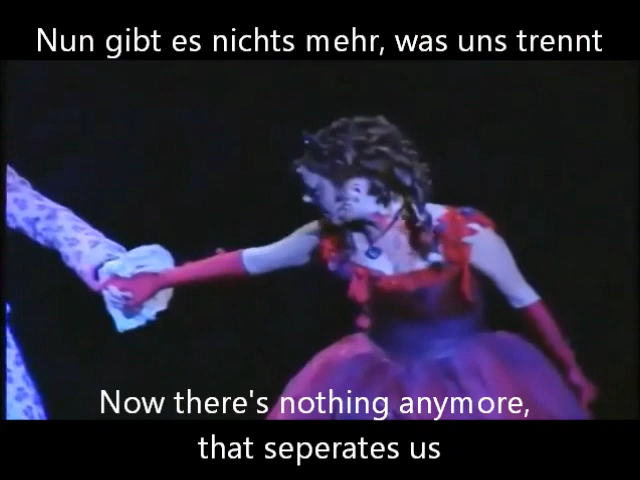 Nun gibt es nichts mehr, was uns trennt
Now there's nothing anymore,
that seperates us